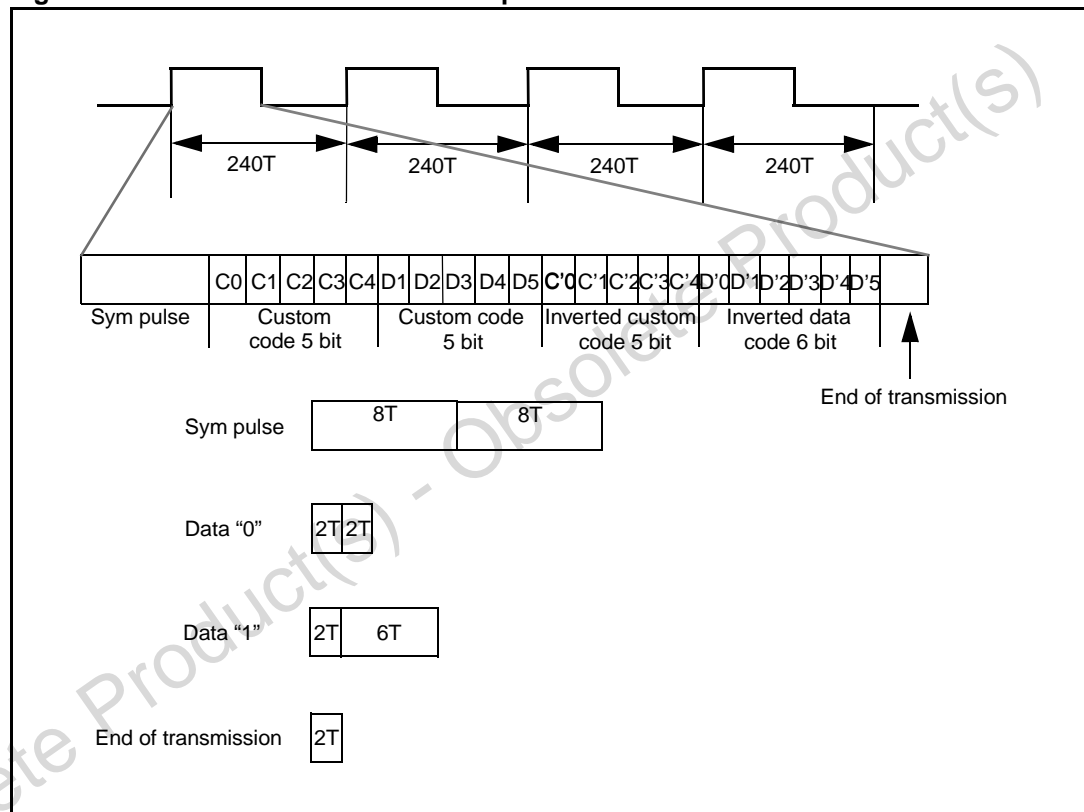 240T 240T 240T 240T
C0 C1 C2 C3 C4 D1 D2 D3 D4 D5 C'0 C'1 C'2 C'3 C'4 D'0 D'1 D'2 D'3 D'4 D'5
Sym pulse
Custom
code 5 bit
Custom code
5 bit
Inverted custom
code 5 bit
Inverted data
code 6 bit
End of transmission
Sym pulse 8T 8T
Data “0” 2T 2T
Data “1” 2T 6T
End of transmission 2T
ete Product(s) - Obsolete Product(s)